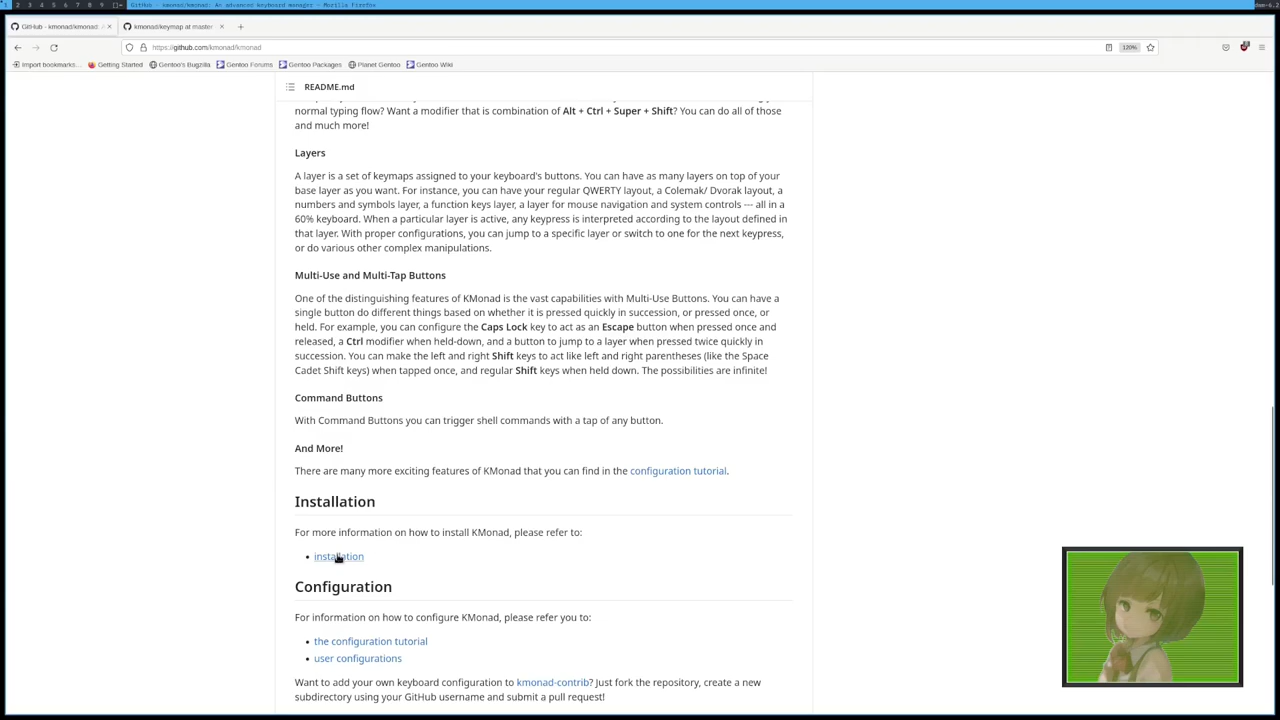 1 2 3 4 5 6 7 8 9 []= GitHub - kmonad/kmonad: An advanced keyboard manager - Mozilla Firefox
GitHub - kmonad/kmonad: kmonad/keymap at master
https://github.com/kmonad/kmonad 120%
Import bookmarks... Getting Started Gentoo's Bugzilla Gentoo Forums Gentoo Packages Planet Gentoo Gentoo Wiki
README.md
normal typing flow? Want a modifier that is combination of Alt + Ctrl + Super + Shift? You can do all of those
and much more!
Layers
A layer is a set of keymaps assigned to your keyboard's buttons. You can have as many layers on top of your
base layer as you want. For instance, you can have your regular QWERTY layout, a Colemak/ Dvorak layout, a
numbers and symbols layer, a function keys layer, a layer for mouse navigation and system controls --- all in a
60% keyboard. When a particular layer is active, any keypress is interpreted according to the layout defined in
that layer. With proper configurations, you can jump to a specific layer or switch to one for the next keypress,
or do various other complex manipulations.
Multi-Use and Multi-Tap Buttons
One of the distinguishing features of KMonad is the vast capabilities with Multi-Use Buttons. You can have a
single button do different things based on whether it is pressed quickly in succession, or pressed once, or
held. For example, you can configure the Caps Lock key to act as an Escape button when pressed once and
released, a Ctrl modifier when held-down, and a button to jump to a layer when pressed twice quickly in
succession. You can make the left and right Shift keys to act like left and right parentheses (like the Space
Cadet Shift keys) when tapped once, and regular Shift keys when held down. The possibilities are infinite!
Command Buttons
With Command Buttons you can trigger shell commands with a tap of any button.
And More!
There are many more exciting features of KMonad that you can find in the configuration tutorial.
Installation
For more information on how to install KMonad, please refer to:
• installation
Configuration
For information on how to configure KMonad, please refer you to:
• the configuration tutorial
• user configurations
Want to add your own keyboard configuration to kmonad-contrib? Just fork the repository, create a new
subdirectory using your GitHub username and submit a pull request!